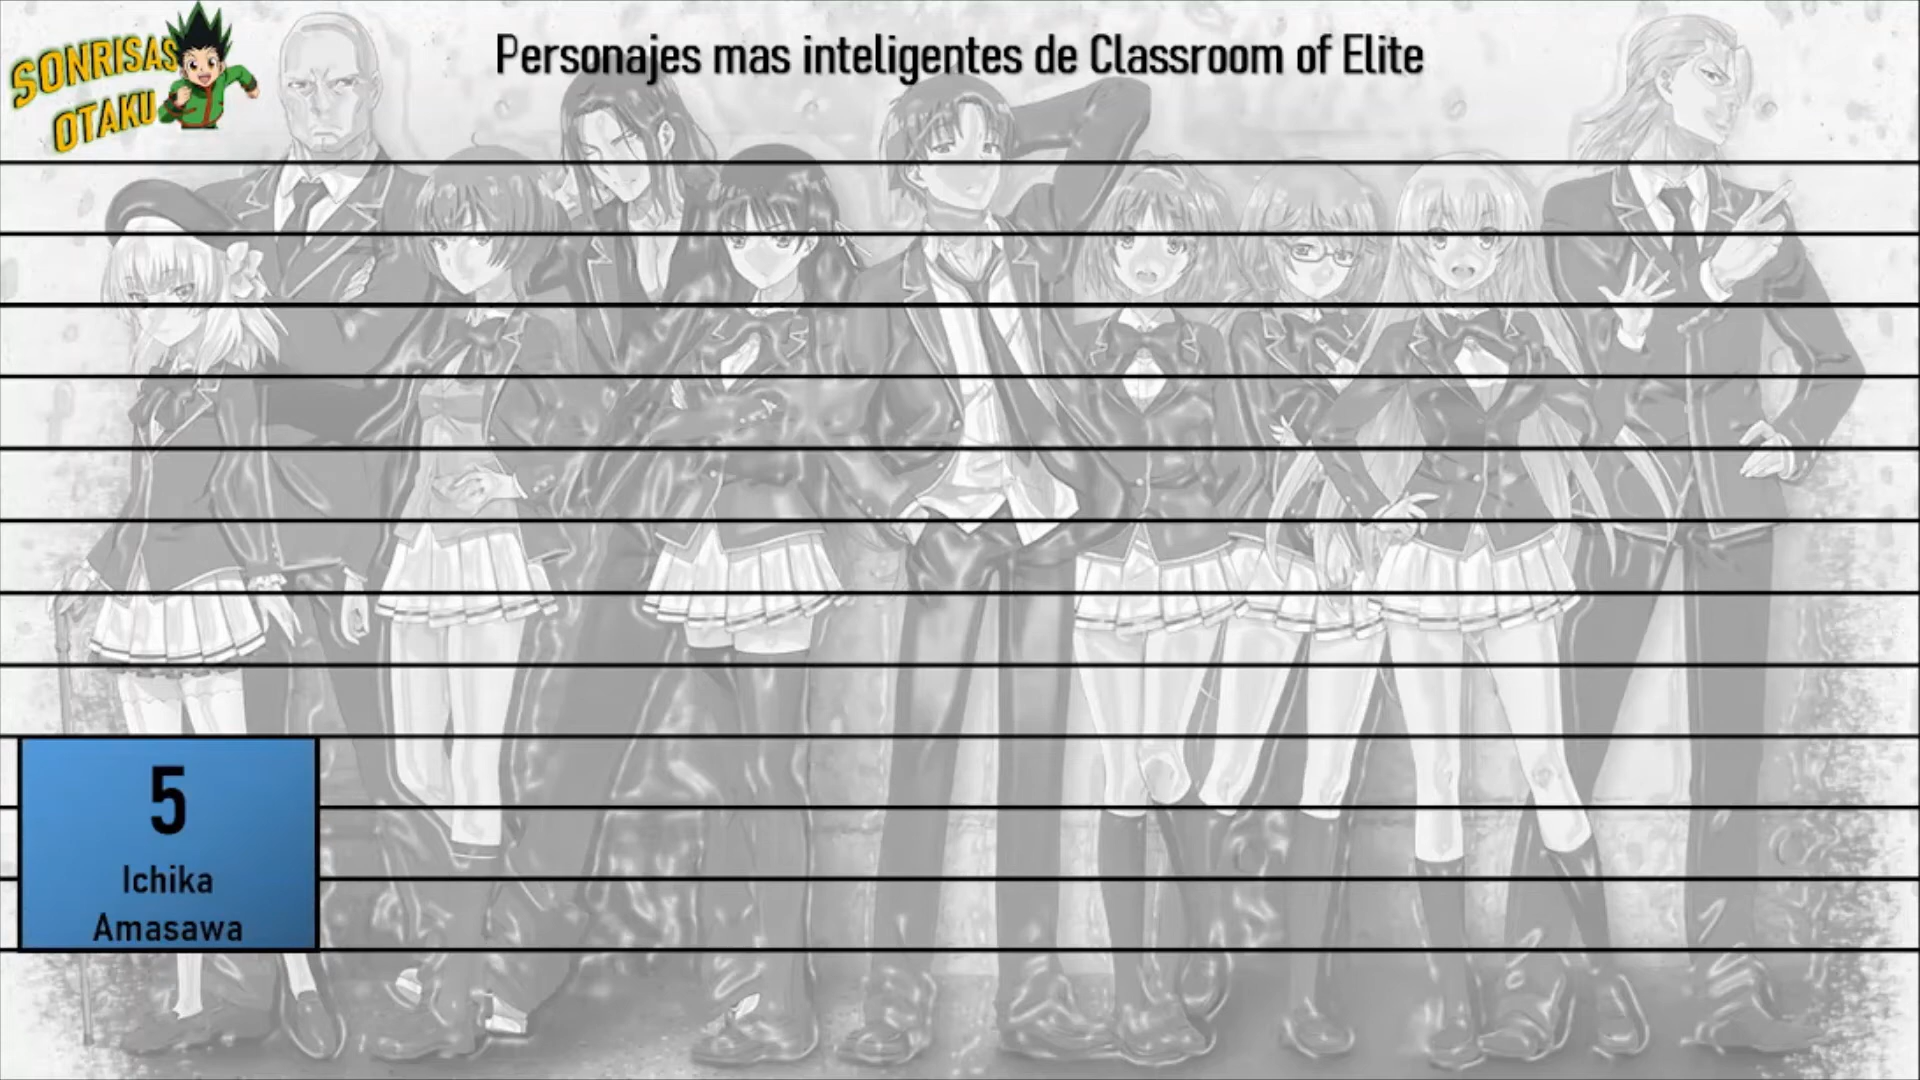 SONRISAS
OTAKU
Personajes mas inteligentes de Classroom of Elite
5
Ichika
Amasawa